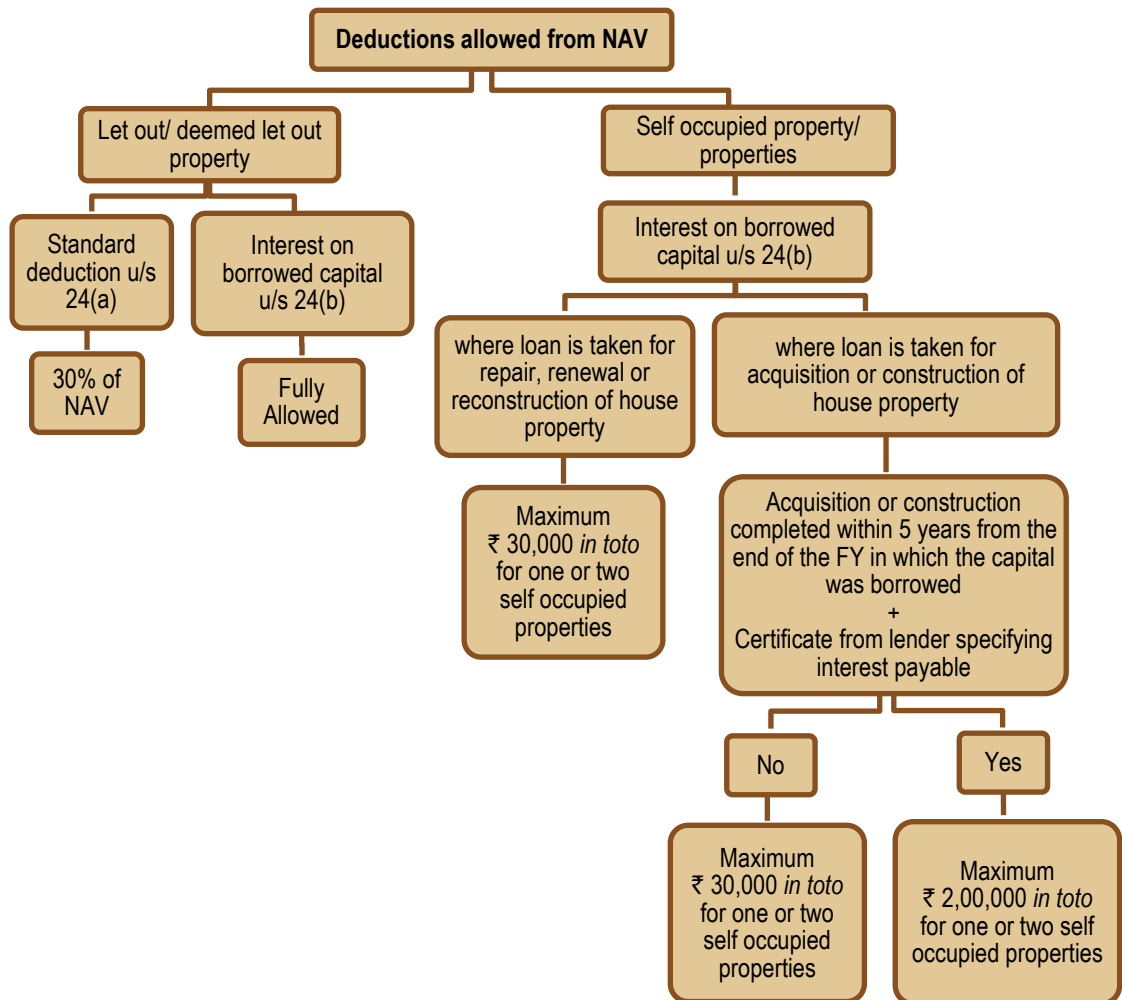 Deductions allowed from NAV
Let out/ deemed let out
property
Standard
deduction u/s
24(a)
30% of
NAV
Interest on
borrowed capital
u/s 24(b)
Fully
Allowed
Self occupied property/
properties
Interest on borrowed
capital u/s 24(b)
where loan is taken for
repair, renewal or
reconstruction of house
property
Maximum
₹ 30,000 in toto
for one or two
self occupied
properties
where loan is taken for
acquisition or construction of
house property
Acquisition or construction
completed within 5 years from the
end of the FY in which the capital
was borrowed
+
Certificate from lender specifying
interest payable
No
Maximum
₹ 30,000 in toto
for one or two
self occupied
properties
Yes
Maximum
₹ 2,00,000 in toto
for one or two self
occupied properties